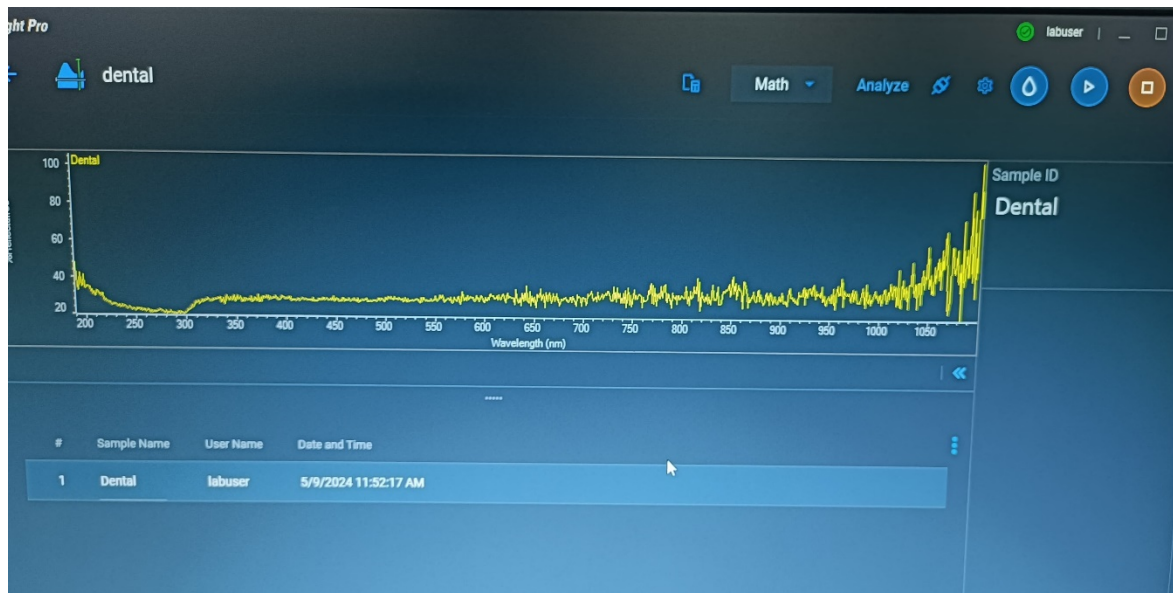 ght Pro
labuser
dental
Math
Analyze
100
Dental
80
60
40
20
200 250 300 350 400 450 500 550 600 650 700 750 800 850 900 950 1000 1050
Wavelength (nm)
Sample ID
Dental
# Sample Name User Name Date and Time
1 Dental labuser 5/9/2024 11:52:17 AM